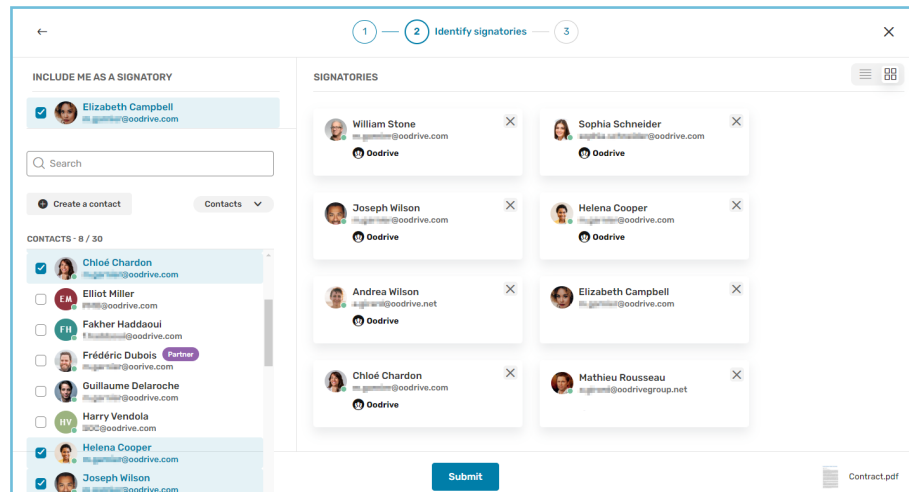 1
2
Identify signatories
3
INCLUDE ME AS A SIGNATORY
Elizabeth Campbell
@oodrive.com
Search
Create a contact
Contacts
CONTACTS - 8 / 30
Chloé Chardon
@oodrive.com
EM
Elliot Miller
@oodrive.com
FH
Fakher Haddaoui
@oodrive.com
Frédéric Dubois
Partner
@oorive.com
Guillaume Delaroche
@oodrive.com
HV
Harry Vendola
@oodrive.com
Helena Cooper
@oodrive.com
Joseph Wilson
SIGNATORIES
William Stone
@oodrive.com
Oodrive
Sophia Schneider
@oodrive.com
Oodrive
Joseph Wilson
@oodrive.com
Oodrive
Helena Cooper
@oodrive.com
Oodrive
Andrea Wilson
@oodrive.net
Oodrive
Elizabeth Campbell
@oodrive.com
Chloé Chardon
@oodrive.com
Oodrive
Mathieu Rousseau
@oodrivegroup.net
Submit
Contract.pdf